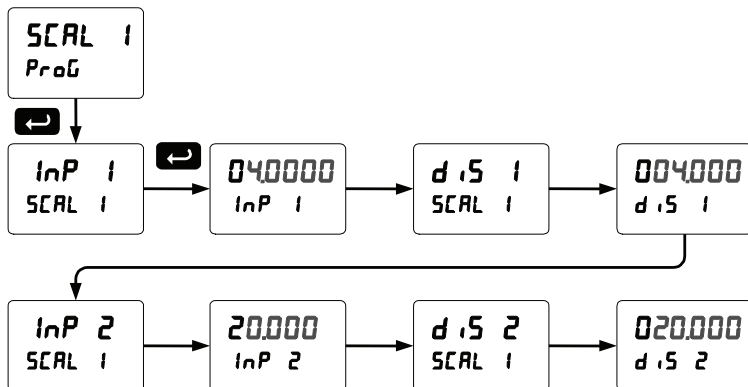 SCAL 1
ProG
InP 1
SCAL 1
04.0000
InP 1
diS 1
SCAL 1
004.000
diS 1
InP 2
SCAL 1
20.000
InP 2
diS 2
SCAL 1
020.000
diS 2